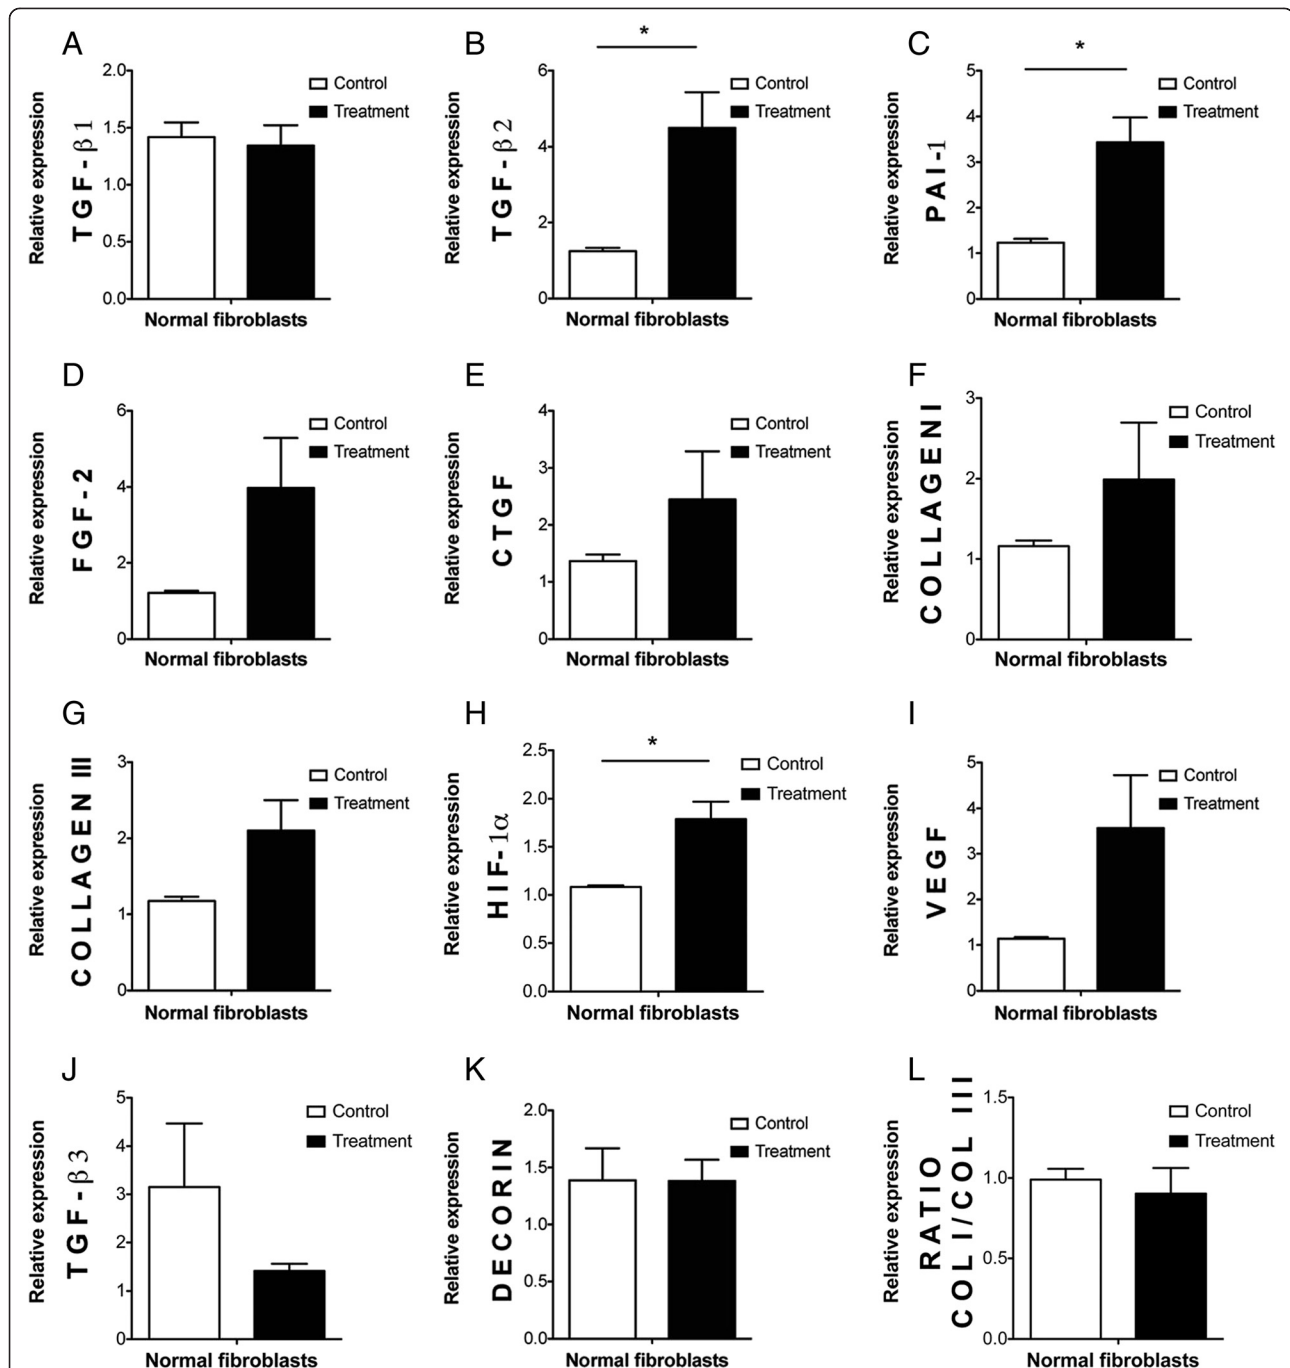 A
Relative expression
TGF-β1
2.0
1.5
1.0
0.5
0.0
Control
Treatment
Normal fibroblasts
B
*
Relative expression
TGF-β2
6
4
2
0
Control
Treatment
Normal fibroblasts
C
*
Relative expression
PAI-1
5
4
3
2
1
0
Control
Treatment
Normal fibroblasts
D
Relative expression
FGF-2
6
4
2
0
Control
Treatment
Normal fibroblasts
E
Relative expression
CTGF
4
3
2
1
0
Control
Treatment
Normal fibroblasts
F
Relative expression
COLLAGEN I
3
2
1
0
Control
Treatment
Normal fibroblasts
G
Relative expression
COLLAGEN III
3
2
1
0
Control
Treatment
Normal fibroblasts
H
*
Relative expression
HIF-1α
2.5
2.0
1.5
1.0
0.5
0.0
Control
Treatment
Normal fibroblasts
I
Relative expression
VEGF
5
4
3
2
1
0
Control
Treatment
Normal fibroblasts
J
Relative expression
TGF-β3
5
4
3
2
1
0
Control
Treatment
Normal fibroblasts
K
Relative expression
DECORIN
2.0
1.5
1.0
0.5
0.0
Control
Treatment
Normal fibroblasts
L
Relative expression
RATIO
COL I/COL III
1.5
1.0
0.5
0.0
Control
Treatment
Normal fibroblasts